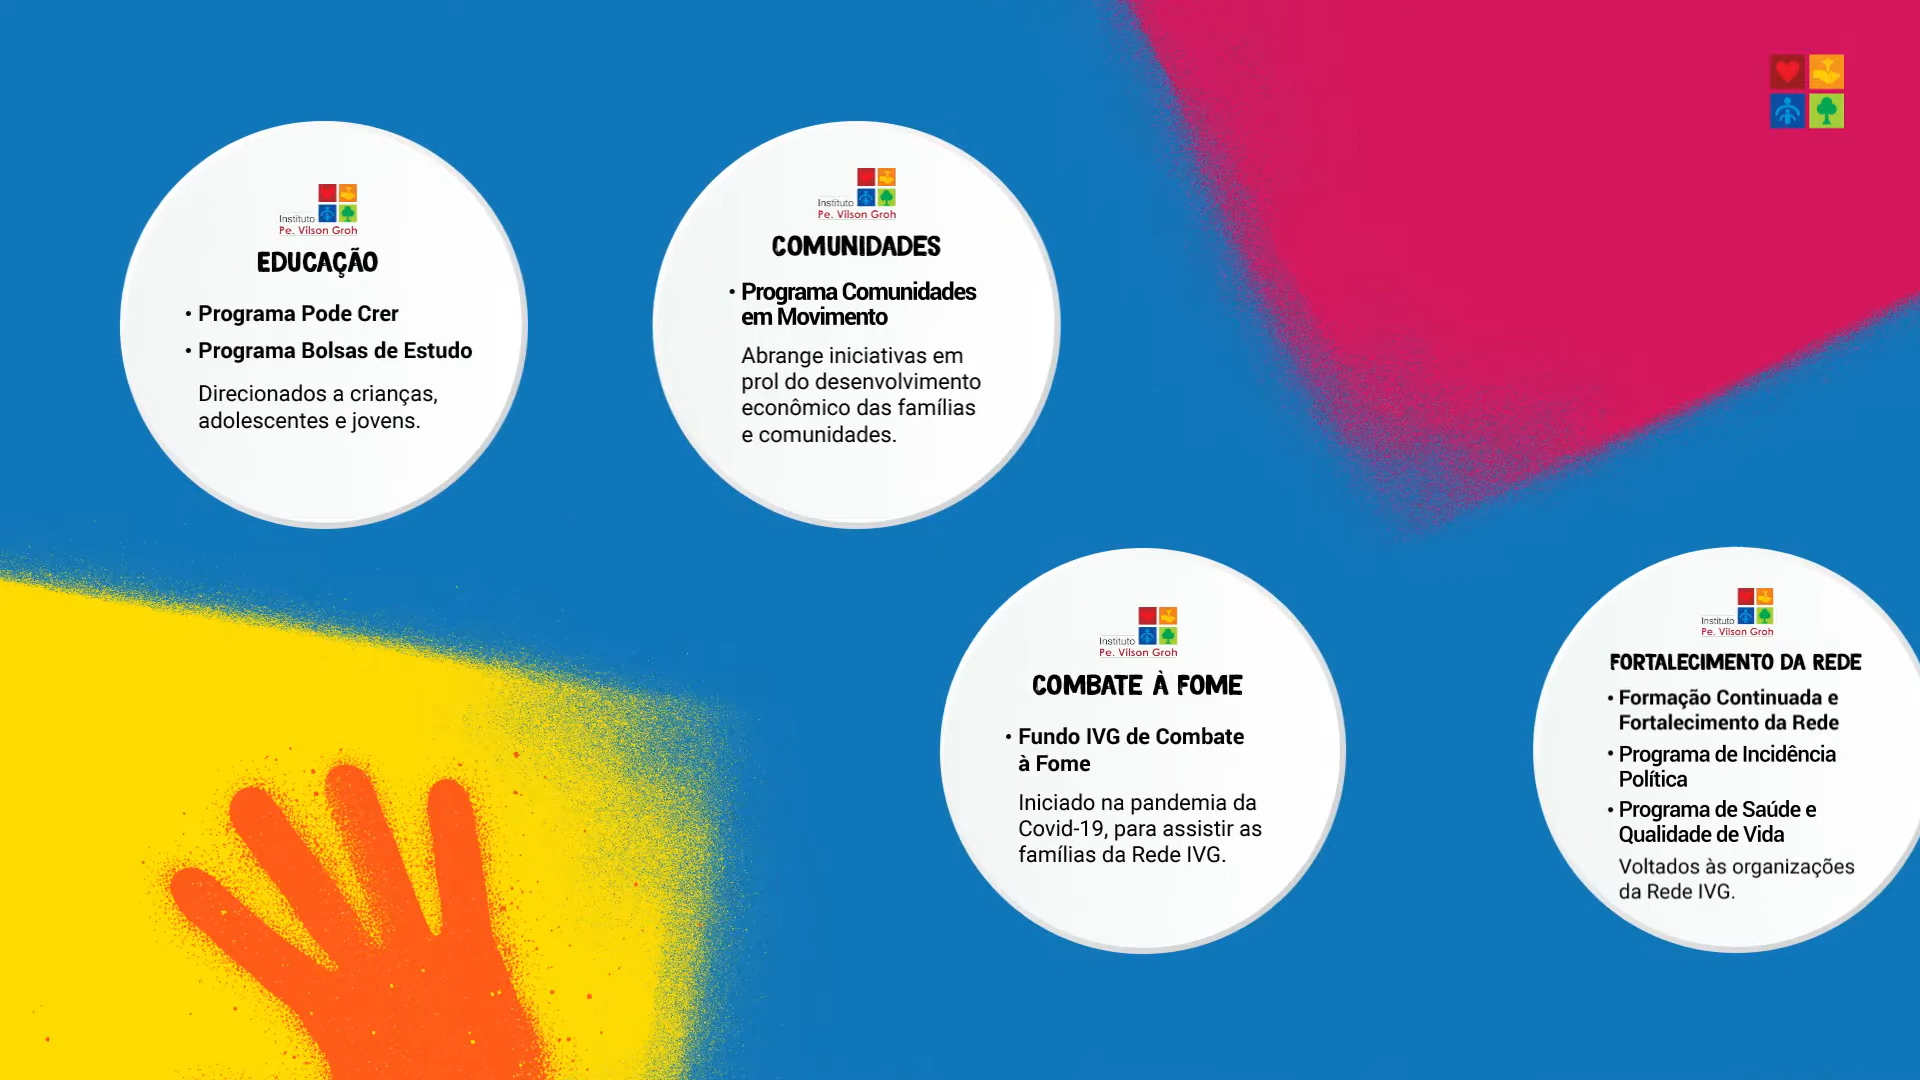 Instituto
Pe. Vilson Groh
EDUCAÇÃO
• Programa Pode Crer
• Programa Bolsas de Estudo
Direcionados a crianças,
adolescentes e jovens.
Instituto
Pe. Vilson Groh
COMUNIDADES
• Programa Comunidades
em Movimento
Abrange iniciativas em
prol do desenvolvimento
econômico das famílias
e comunidades.
Instituto
Pe. Vilson Groh
COMBATE À FOME
• Fundo IVG de Combate
à Fome
Iniciado na pandemia da
Covid-19, para assistir as
famílias da Rede IVG.
Instituto
Pe. Vilson Groh
FORTALECIMENTO DA REDE
• Formação Continuada e
Fortalecimento da Rede
• Programa de Incidência
Política
• Programa de Saúde e
Qualidade de Vida
Voltados às organizações
da Rede IVG.